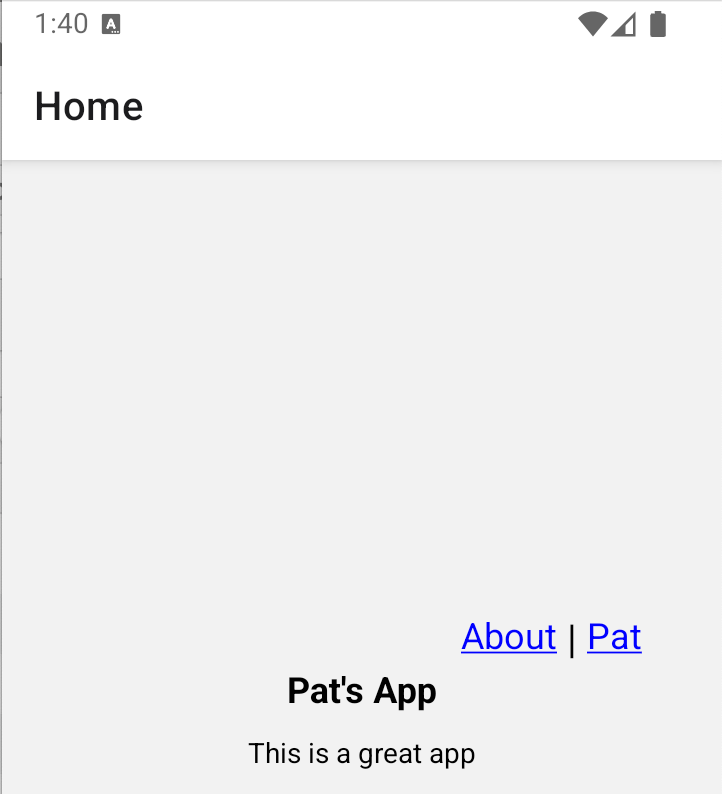 1:40 A
Home
About | Pat
Pat's App
This is a great app